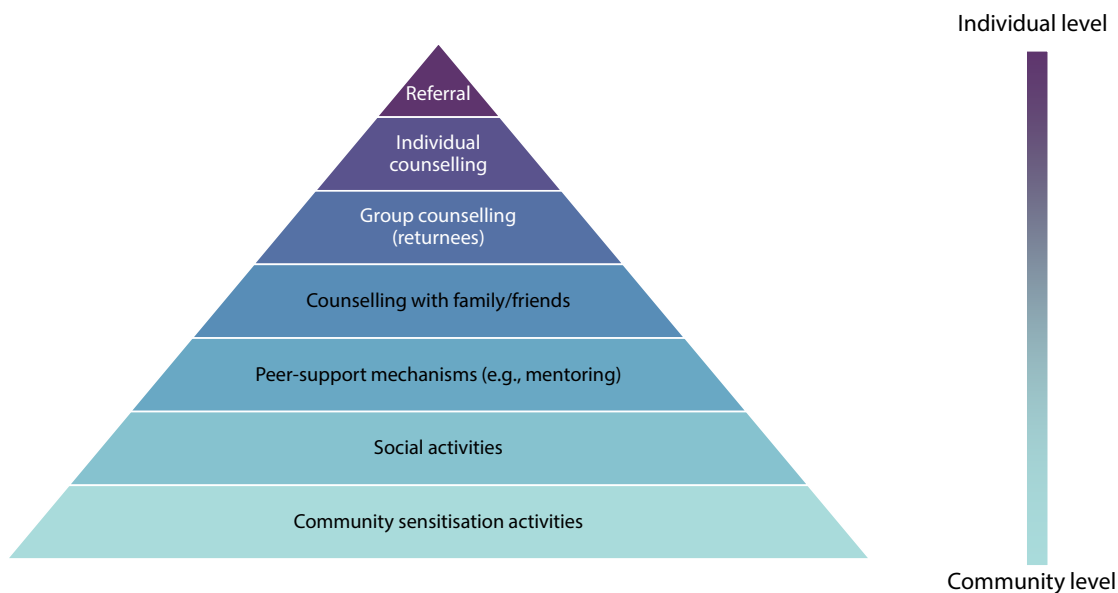 Individual level
Referral
Individual
counselling
Group counselling
(returnees)
Counselling with family/friends
Peer-support mechanisms (e.g., mentoring)
Social activities
Community sensitisation activities
Community level